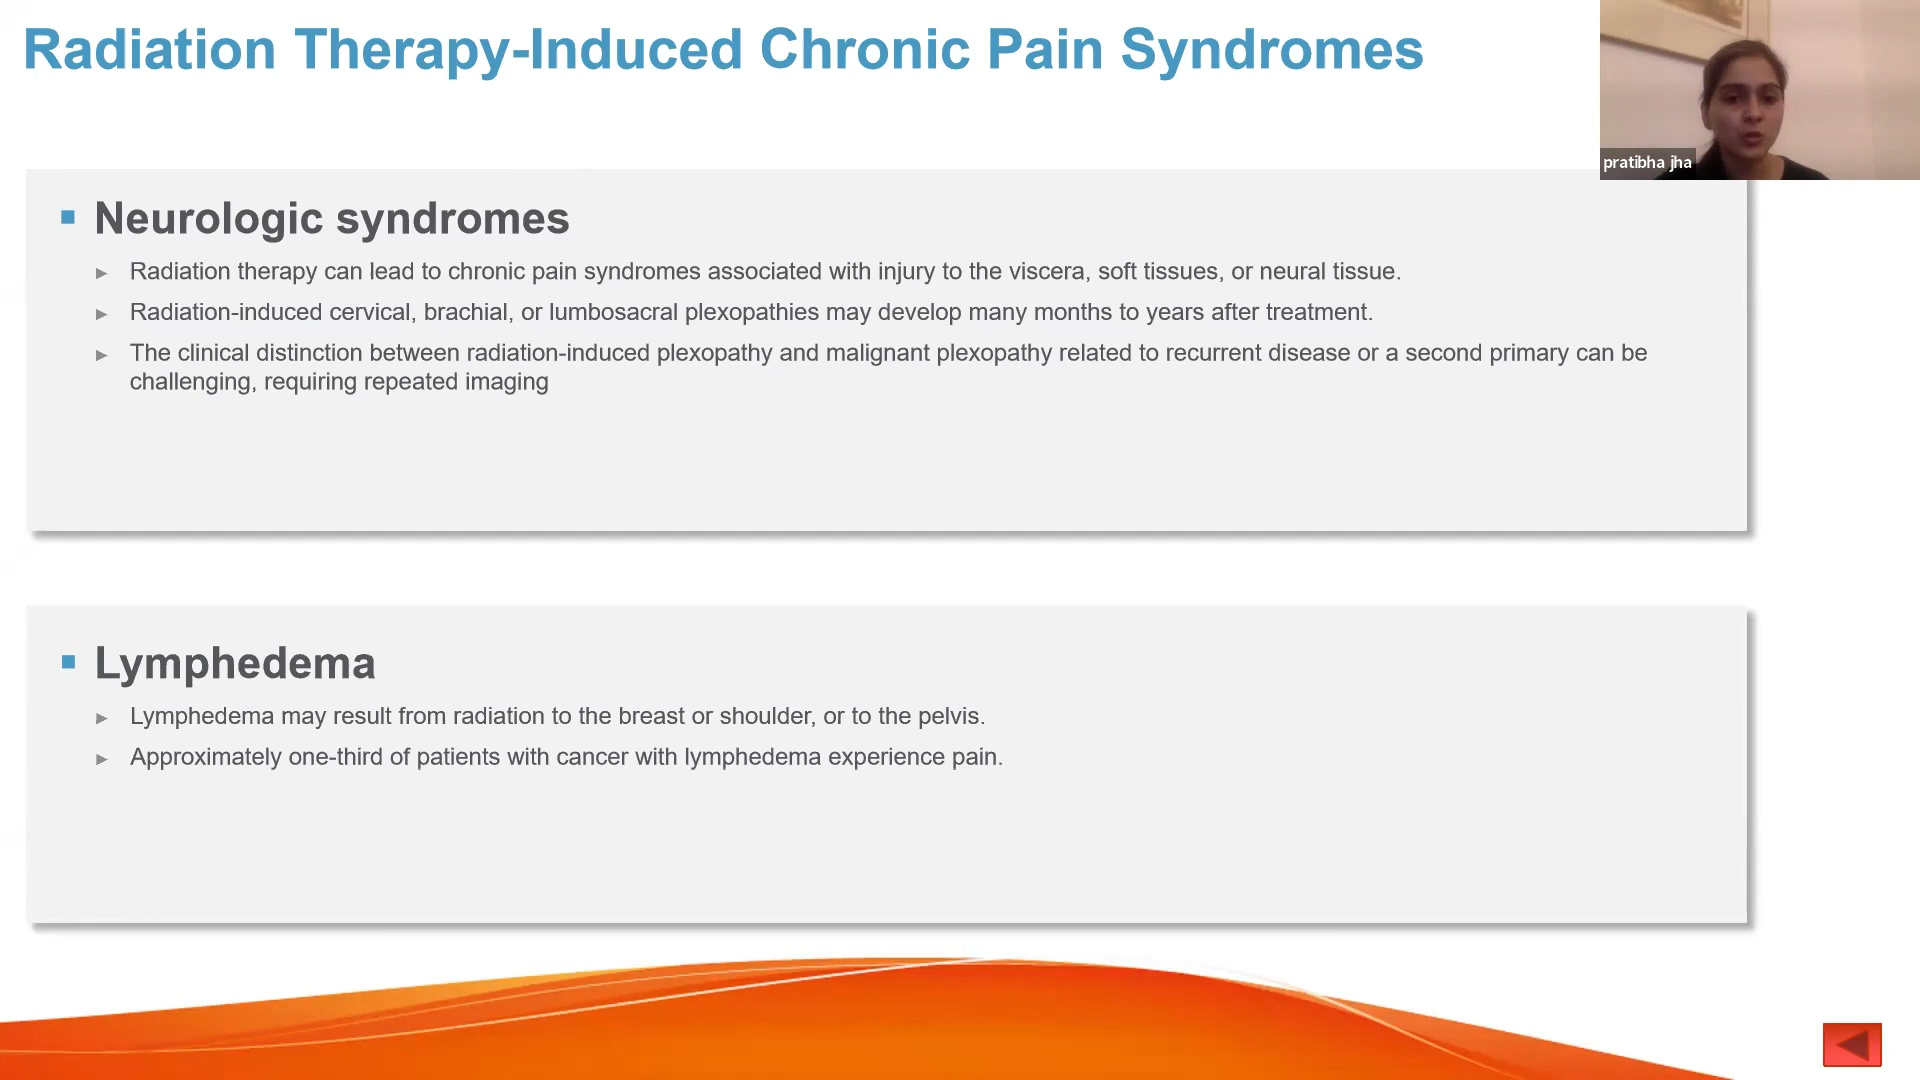 Radiation Therapy-Induced Chronic Pain Syndromes
pratibha jha
Neurologic syndromes
Radiation therapy can lead to chronic pain syndromes associated with injury to the viscera, soft tissues, or neural tissue.
Radiation-induced cervical, brachial, or lumbosacral plexopathies may develop many months to years after treatment.
The clinical distinction between radiation-induced plexopathy and malignant plexopathy related to recurrent disease or a second primary can be
challenging, requiring repeated imaging
Lymphedema
Lymphedema may result from radiation to the breast or shoulder, or to the pelvis.
Approximately one-third of patients with cancer with lymphedema experience pain.